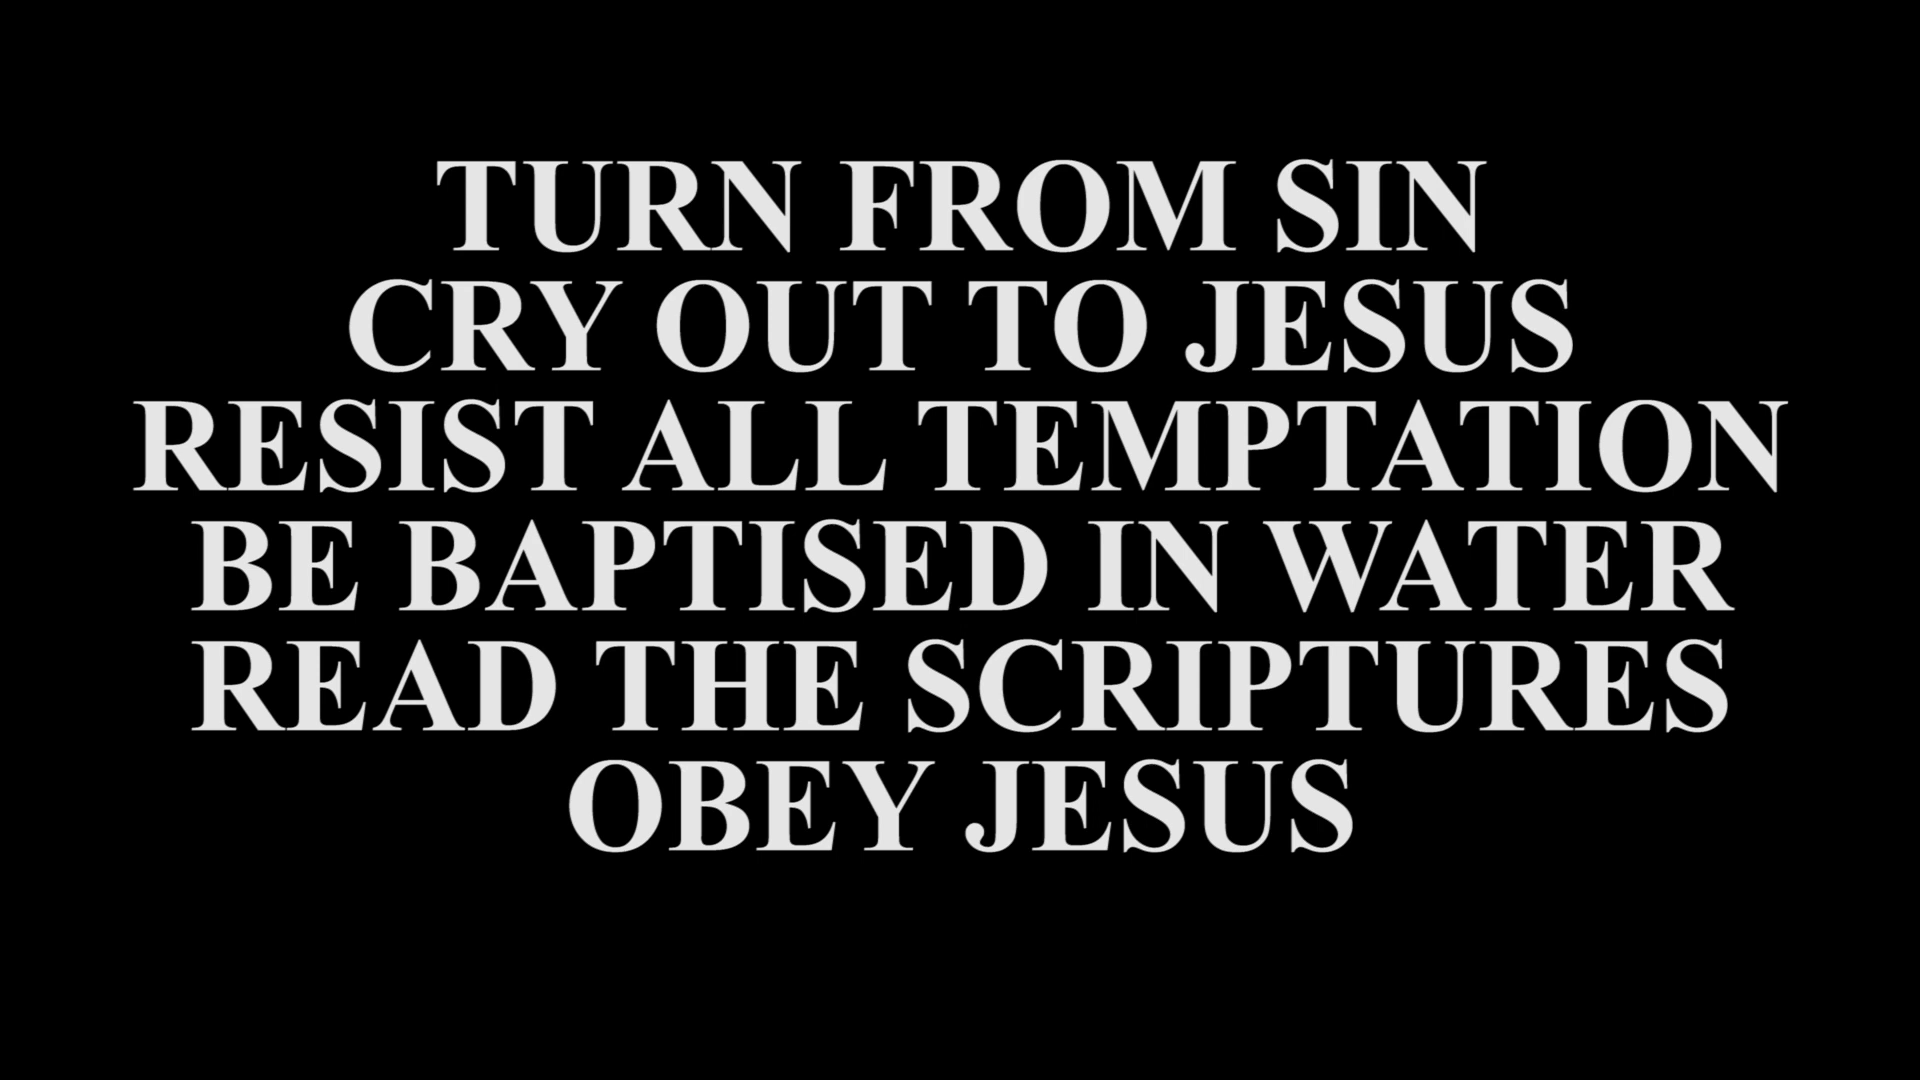 TURN FROM SIN
CRY OUT TO JESUS
RESIST ALL TEMPTATION
BE BAPTISED IN WATER
READ THE SCRIPTURES
OBEY JESUS